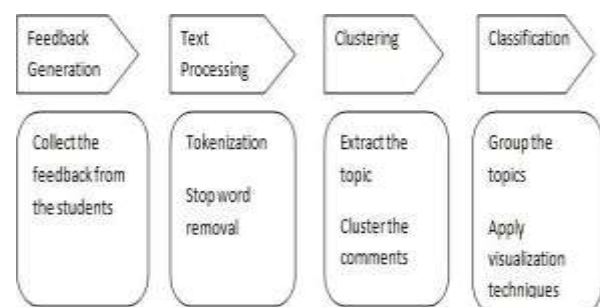 Feedback
Generation
Text
Processing
Clustering
Classification
Collect the
feedback from
the students
Tokenization
Stop word
removal
Extract the
topic
Cluster the
comments
Group the
topics
Apply
visualization
techniques